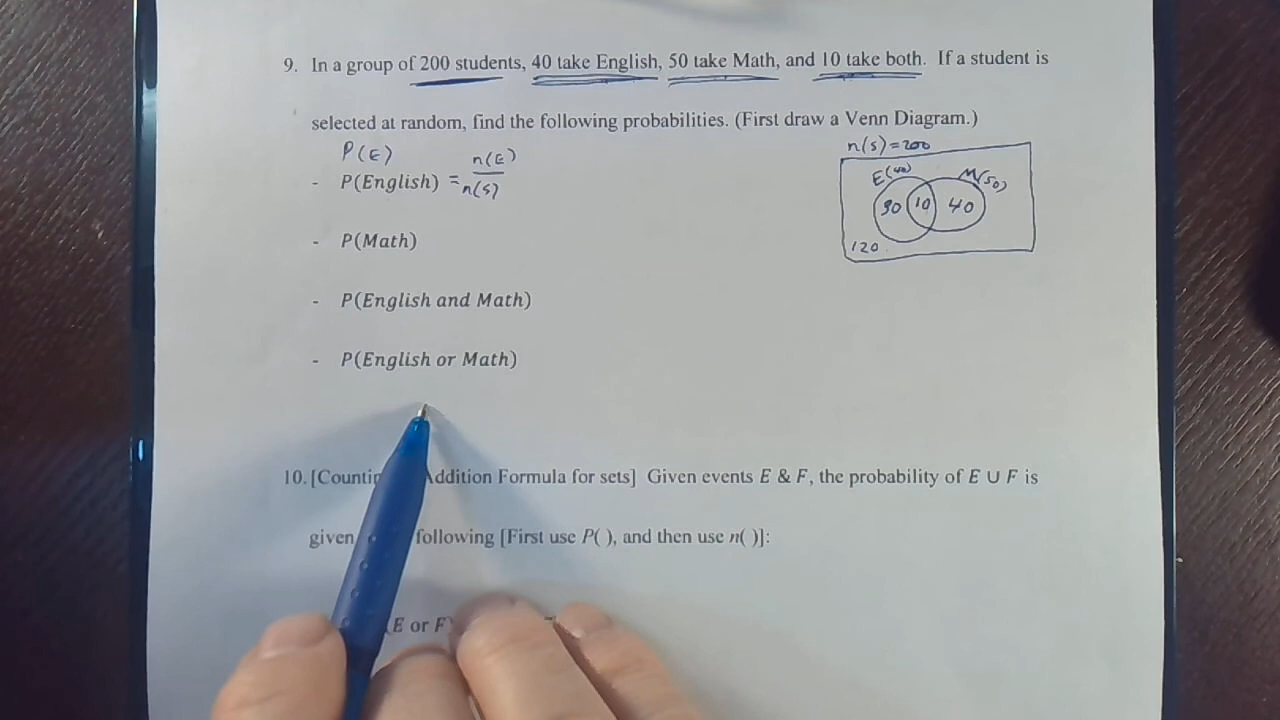 9. In a group of 200 students, 40 take English, 50 take Math, and 10 take both. If a student is
selected at random, find the following probabilities. (First draw a Venn Diagram.)
n(s)=200
P(E) n(E)
- P(English) = n(s)
E(40) M(50)
30 10 40
120
- P(Math)
- P(English and Math)
- P(English or Math)
10. [Addition Formula for sets] Given events E & F, the probability of E ∪ F is
given following [First use P( ), and then use n( )]:
E or F